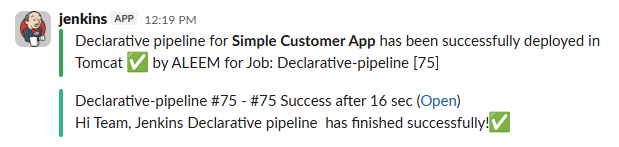 jenkins APP 12:19 PM
Declarative pipeline for Simple Customer App has been successfully deployed in
Tomcat ✅ by ALEEM for Job: Declarative-pipeline [75]
Declarative-pipeline #75 - #75 Success after 16 sec (Open)
Hi Team, Jenkins Declarative pipeline  has finished successfully!✅